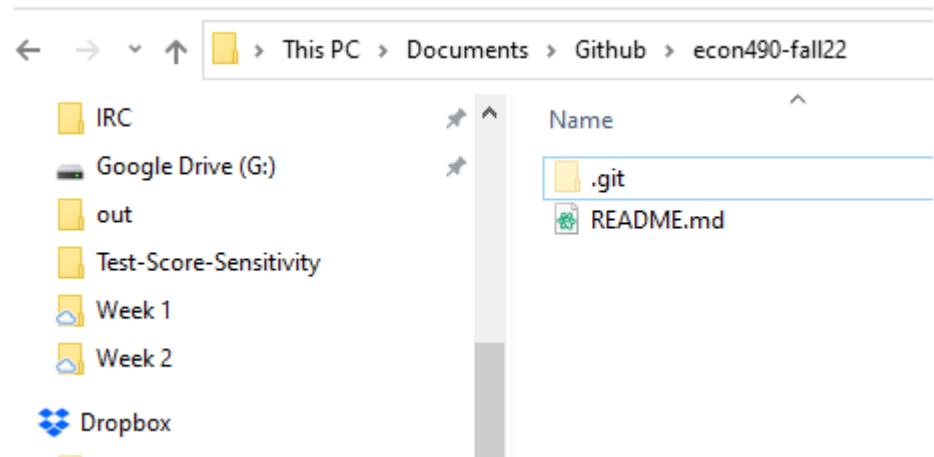 This PC > Documents > Github > econ490-fall22
IRC
Google Drive (G:)
out
Test-Score-Sensitivity
Week 1
Week 2
Dropbox
Name
.git
README.md